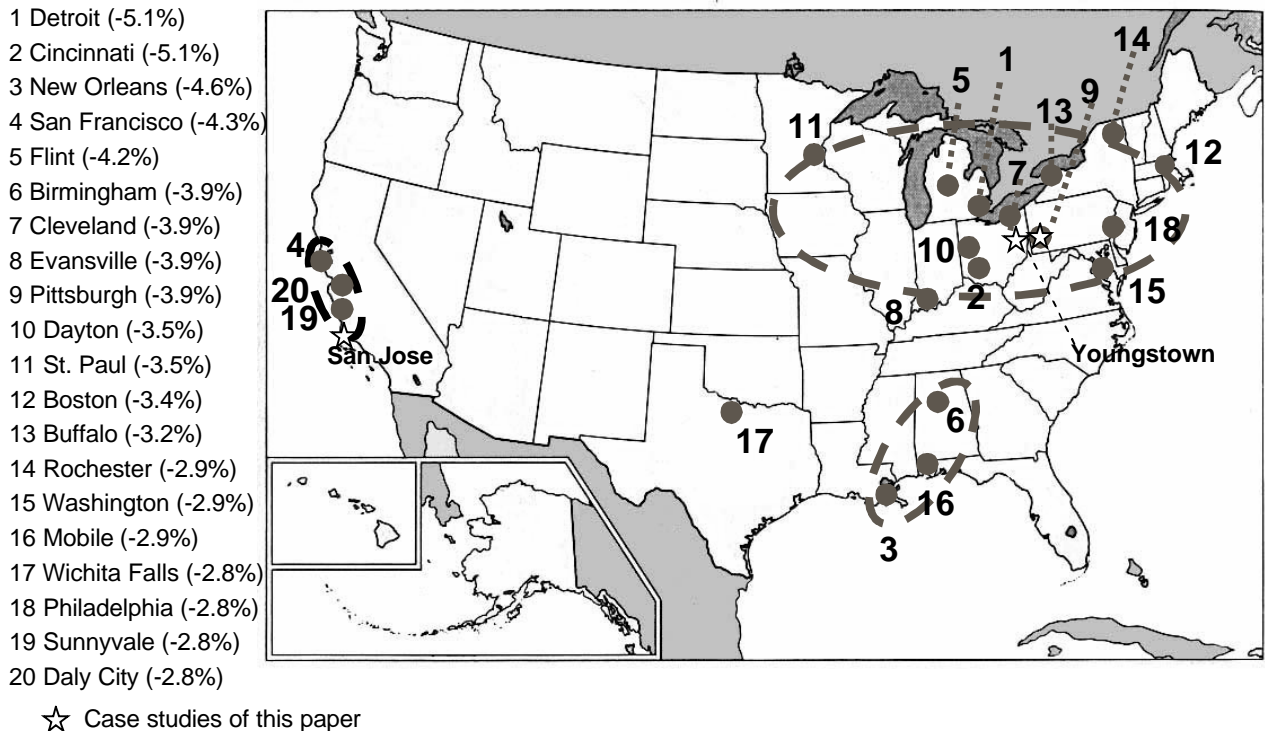 1 Detroit (-5.1%)
2 Cincinnati (-5.1%)
3 New Orleans (-4.6%)
4 San Francisco (-4.3%)
5 Flint (-4.2%)
6 Birmingham (-3.9%)
7 Cleveland (-3.9%)
8 Evansville (-3.9%)
9 Pittsburgh (-3.9%)
10 Dayton (-3.5%)
11 St. Paul (-3.5%)
12 Boston (-3.4%)
13 Buffalo (-3.2%)
14 Rochester (-2.9%)
15 Washington (-2.9%)
16 Mobile (-2.9%)
17 Wichita Falls (-2.8%)
18 Philadelphia (-2.8%)
19 Sunnyvale (-2.8%)
20 Daly City (-2.8%)
Case studies of this paper
14
1
5
9
13
11
12
7
18
4
10
20
2
15
8
19
San Jose
Youngstown
6
17
16
3